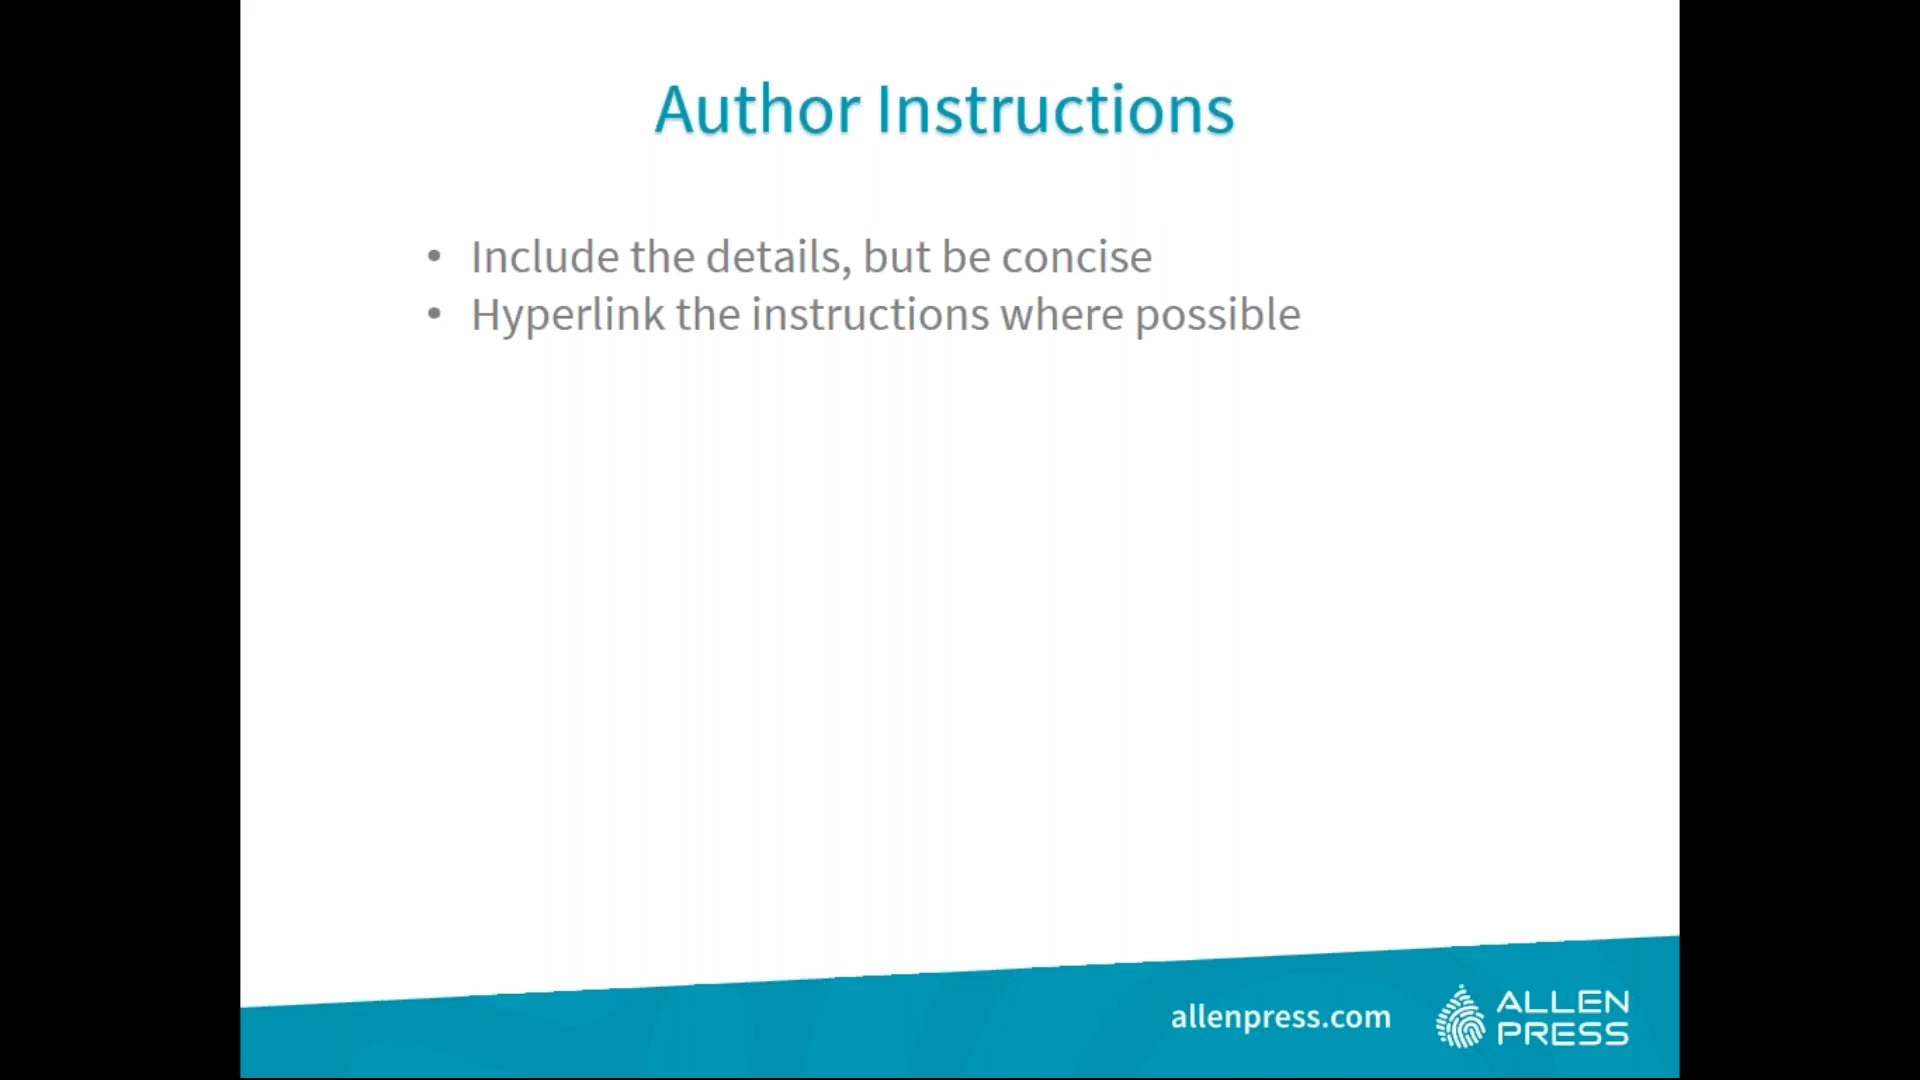 Author Instructions
• Include the details, but be concise
• Hyperlink the instructions where possible
allenpress.com
ALLEN
PRESS